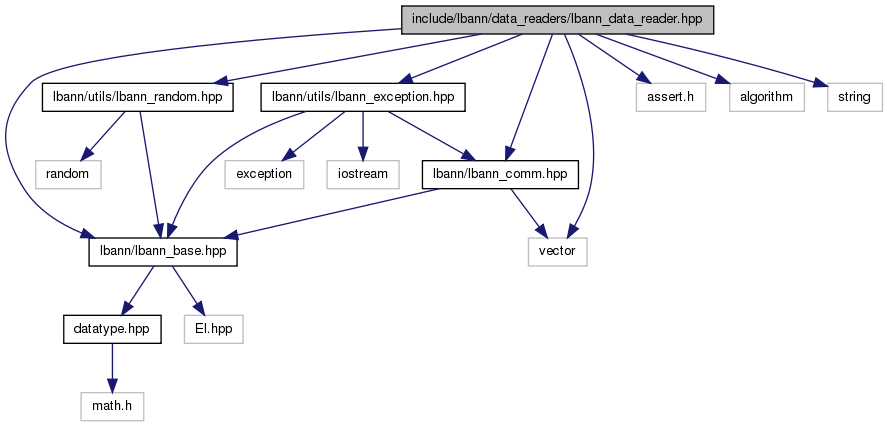 include/lbann/data_readers/lbann_data_reader.hpp
lbann/utils/lbann_random.hpp
lbann/utils/lbann_exception.hpp
assert.h
algorithm
string
random
exception
iostream
lbann/lbann_comm.hpp
lbann/lbann_base.hpp
vector
datatype.hpp
El.hpp
math.h